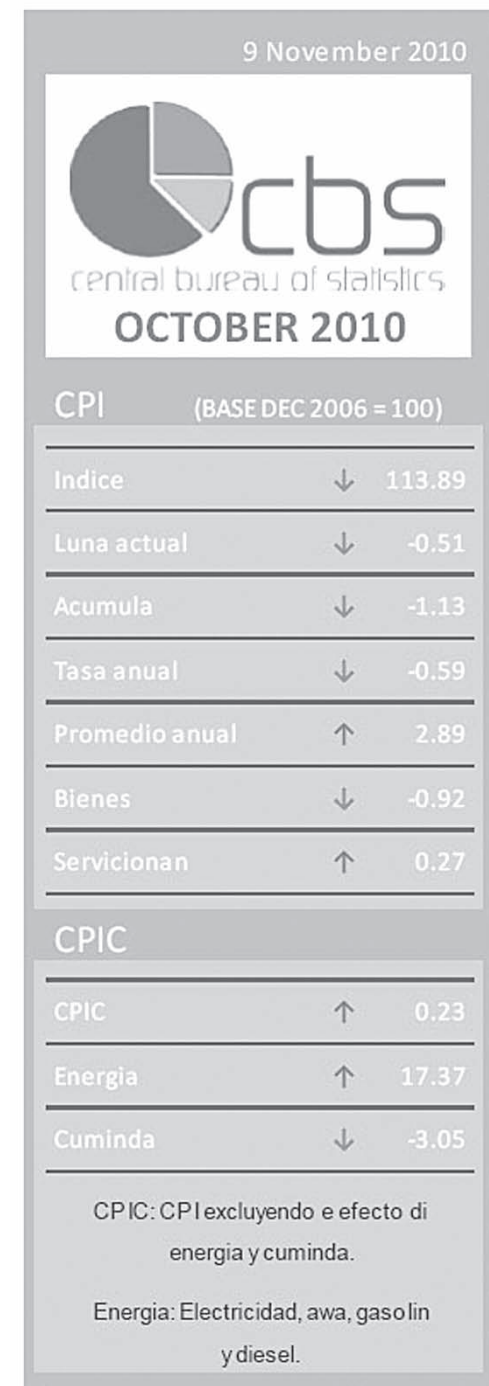 9 November 2010
cbs
central bureau of statistics
OCTOBER 2010
CPI (BASE DEC 2006 = 100)
Indice ↓ 113.89
Luna actual ↓ -0.51
Acumula ↓ -1.13
Tasa anual ↓ -0.59
Promedio anual ↑ 2.89
Bienes ↓ -0.92
Servicionan ↑ 0.27
CPIC
CPIC ↑ 0.23
Energia ↑ 17.37
Cuminda ↓ -3.05
CPIC: CPI excluyendo e efecto di
energia y cuminda.
Energia: Electricidad, awa, gasolin
y diesel.